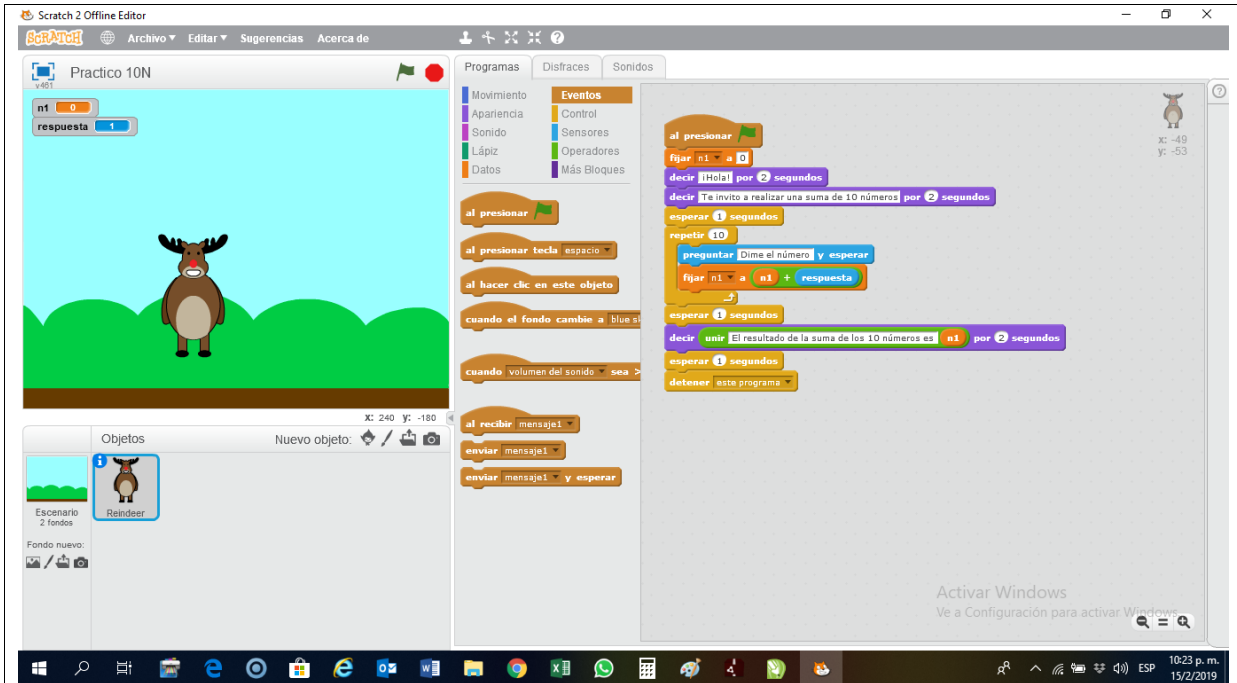 Scratch 2 Offline Editor
SCRATCH Archivo Editar Sugerencias Acerca de
Practico 10N
v461
n1 0
respuesta 1
X: 240 y: -180
Objetos Nuevo objeto:
Escenario
2 fondos
Reindeer
Fondo nuevo:
Programas Disfraces Sonidos
Movimiento Eventos
Apariencia Control
Sonido Sensores
Lápiz Operadores
Datos Más Bloques
al presionar
al presionar tecla espacio
al hacer clic en este objeto
cuando el fondo cambie a blue sk
cuando volumen del sonido sea >
al recibir mensaje1
enviar mensaje1
enviar mensaje1 y esperar
al presionar
fijar n1 a 0
decir ¡Hola! por 2 segundos
decir Te invito a realizar una suma de 10 números por 2 segundos
esperar 1 segundos
repetir 10
preguntar Dime el número y esperar
fijar n1 a n1 + respuesta
esperar 1 segundos
decir unir El resultado de la suma de los 10 números es n1 por 2 segundos
esperar 1 segundos
detener este programa
x: -49
y: -53
Activar Windows
Ve a Configuración para activar Windows.
ESP
10:23 p. m.
15/2/2019